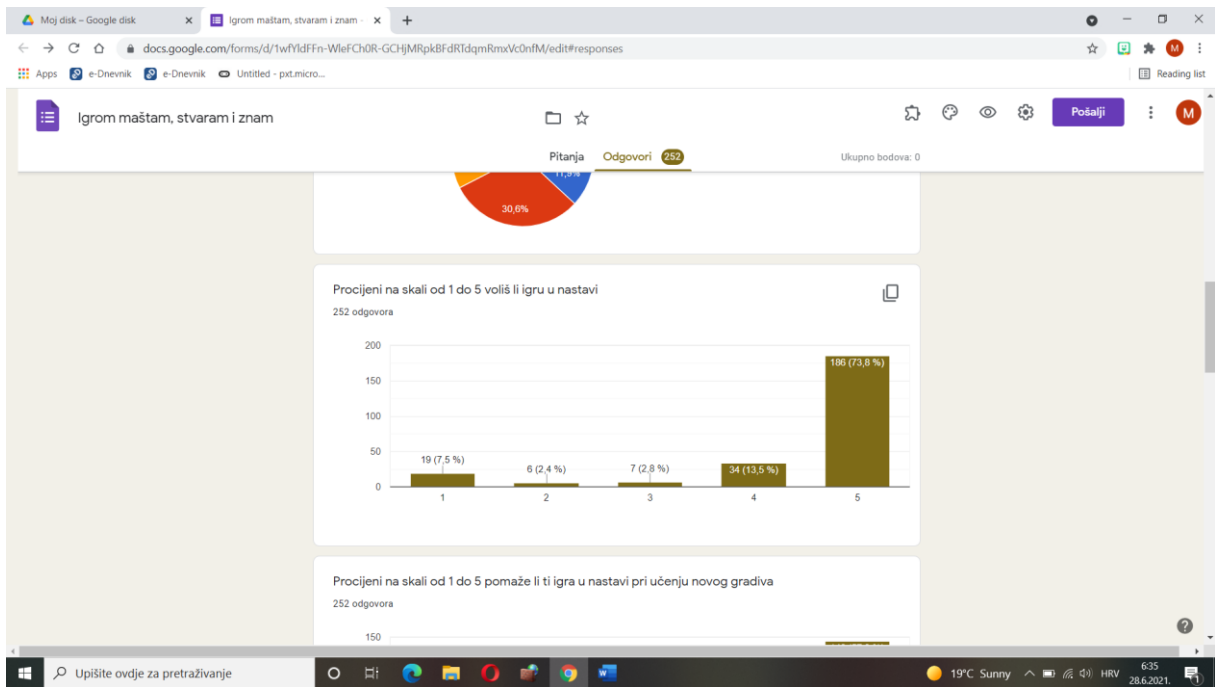 Moj disk – Google disk
Igrom maštam, stvaram i znam -
docs.google.com/forms/d/1wfYldFFn-WleFCh0R-GCHjMRpkBFdRTdqmRmxVc0nfM/edit#responses
M
Apps
e-Dnevnik
e-Dnevnik
Untitled - pxt.micro...
Reading list
Igrom maštam, stvaram i znam
Pošalji
M
Pitanja
Odgovori 252
Ukupno bodova: 0
11,9%
30,6%
Procijeni na skali od 1 do 5 voliš li igru u nastavi
252 odgovora
200
150
100
50
0
19 (7,5 %)
6 (2,4 %)
7 (2,8 %)
34 (13,5 %)
186 (73,8 %)
1
2
3
4
5
Procijeni na skali od 1 do 5 pomaže li ti igra u nastavi pri učenju novog gradiva
252 odgovora
150
Upišite ovdje za pretraživanje
19°C Sunny
HRV
6:35
28.6.2021.
1